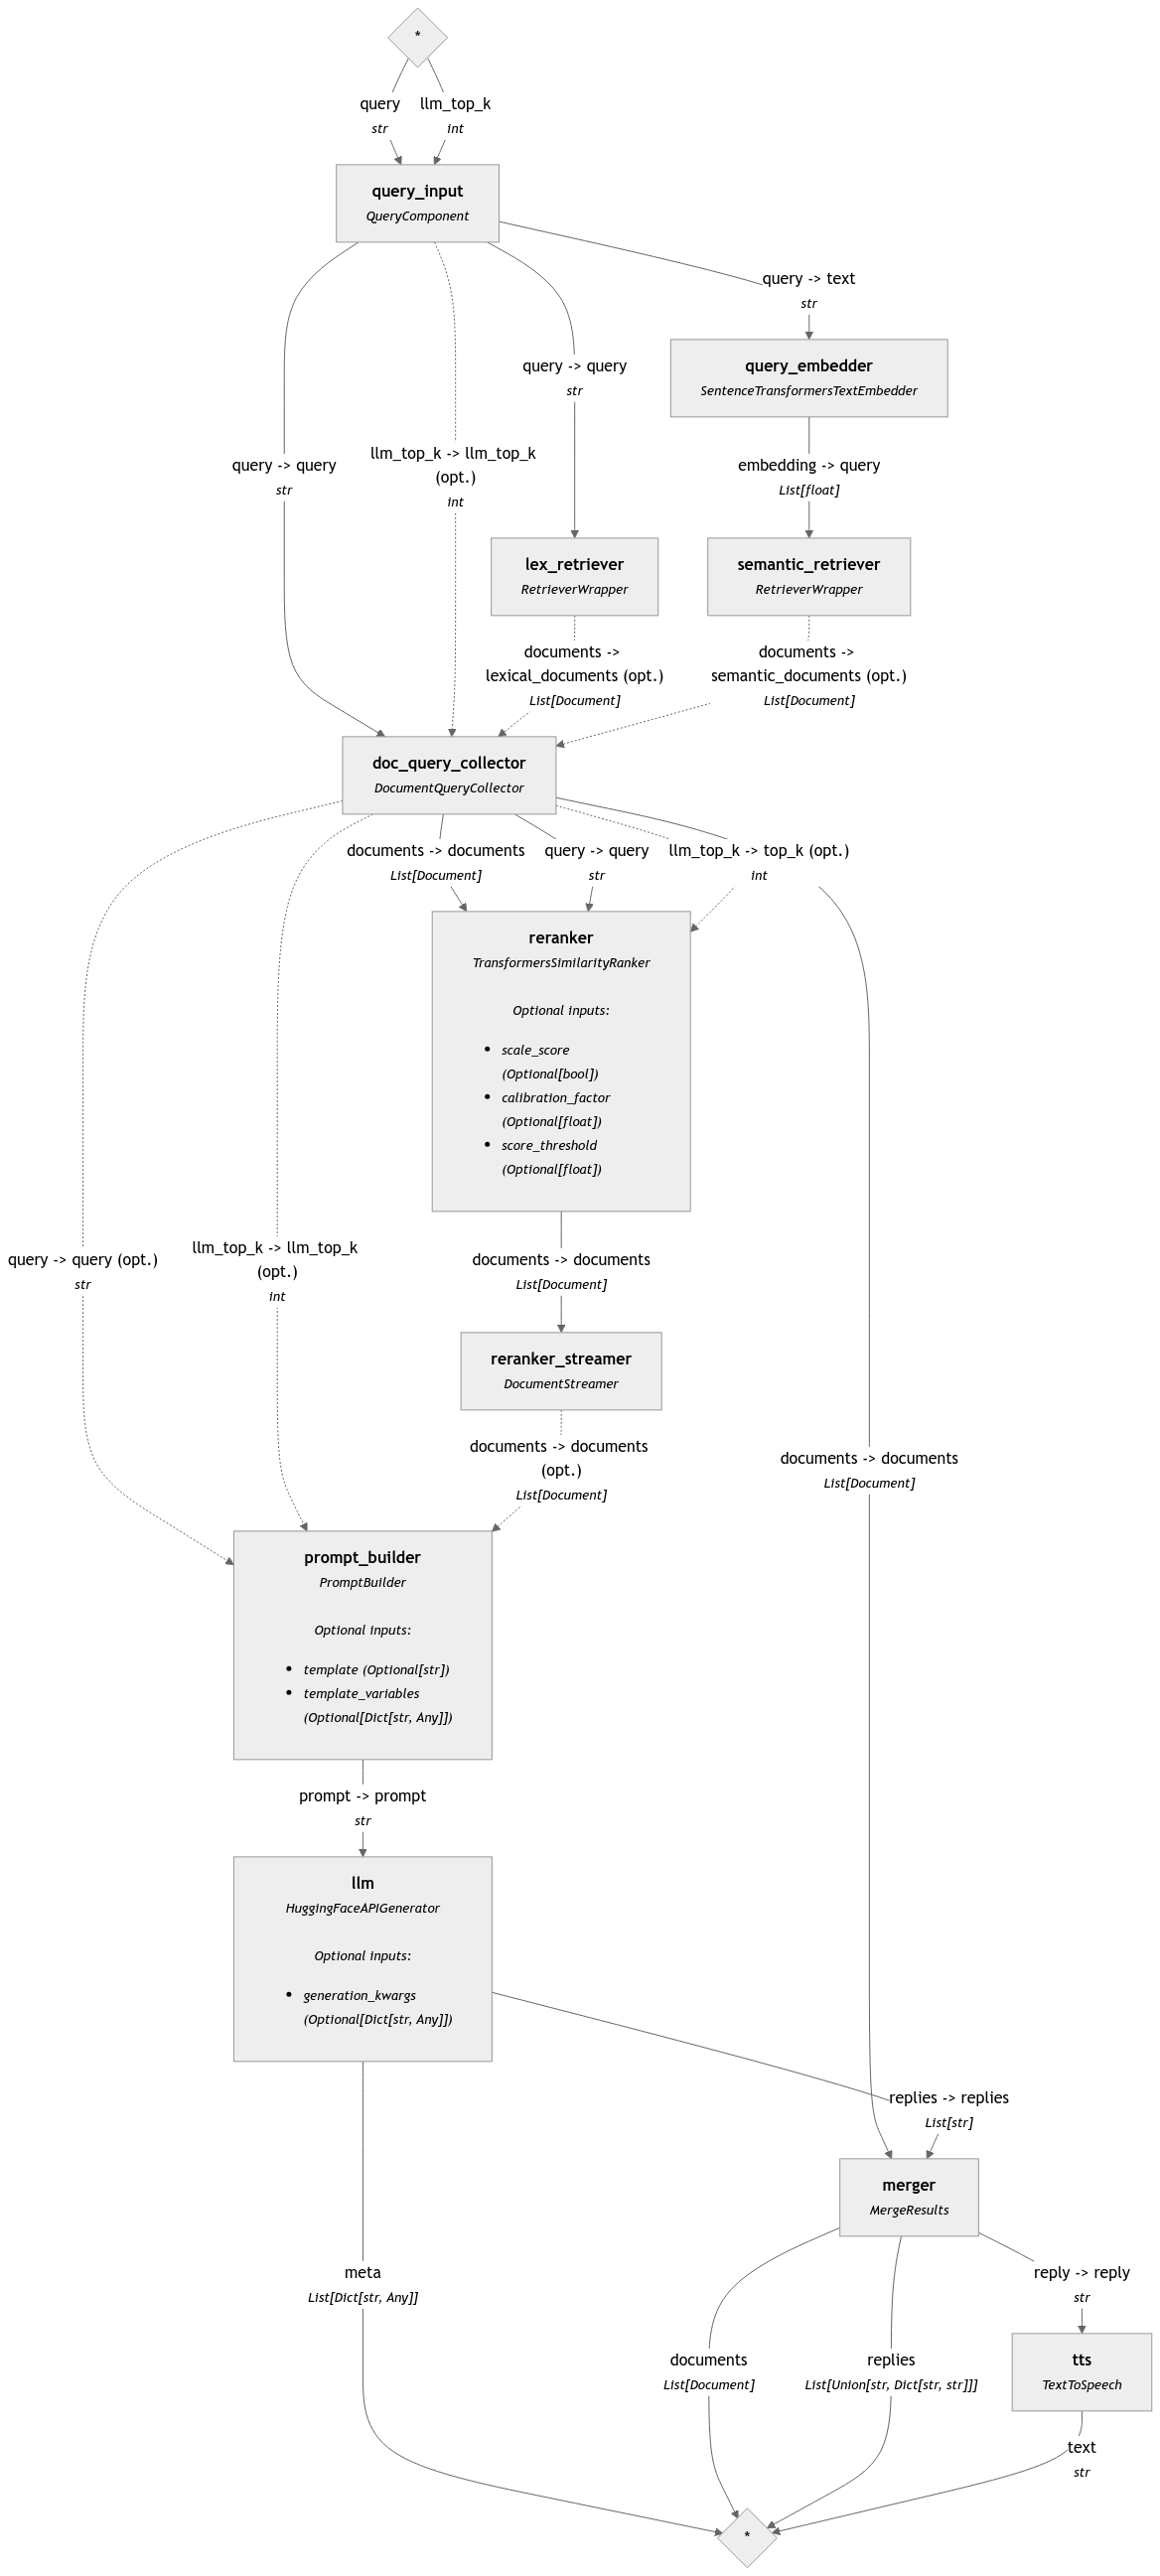 *
query
str
llm_top_k
int
query_input
QueryComponent
query -> text
str
query_embedder
SentenceTransformersTextEmbedder
query -> query
str
query -> query
str
llm_top_k -> llm_top_k
(opt.)
int
embedding -> query
List[float]
lex_retriever
RetrieverWrapper
semantic_retriever
RetrieverWrapper
documents ->
lexical_documents (opt.)
List[Document]
documents ->
semantic_documents (opt.)
List[Document]
doc_query_collector
DocumentQueryCollector
documents -> documents
List[Document]
query -> query
str
llm_top_k -> top_k (opt.)
int
reranker
TransformersSimilarityRanker
Optional inputs:
• scale_score
(Optional[bool])
• calibration_factor
(Optional[float])
• score_threshold
(Optional[float])
query -> query (opt.)
str
llm_top_k -> llm_top_k
(opt.)
int
documents -> documents
List[Document]
reranker_streamer
DocumentStreamer
documents -> documents
(opt.)
List[Document]
documents -> documents
List[Document]
prompt_builder
PromptBuilder
Optional inputs:
• template (Optional[str])
• template_variables
(Optional[Dict[str, Any]])
prompt -> prompt
str
llm
HuggingFaceAPIGenerator
Optional inputs:
• generation_kwargs
(Optional[Dict[str, Any]])
replies -> replies
List[str]
merger
MergeResults
meta
List[Dict[str, Any]]
reply -> reply
str
documents
List[Document]
replies
List[Union[str, Dict[str, str]]]
tts
TextToSpeech
text
str
*